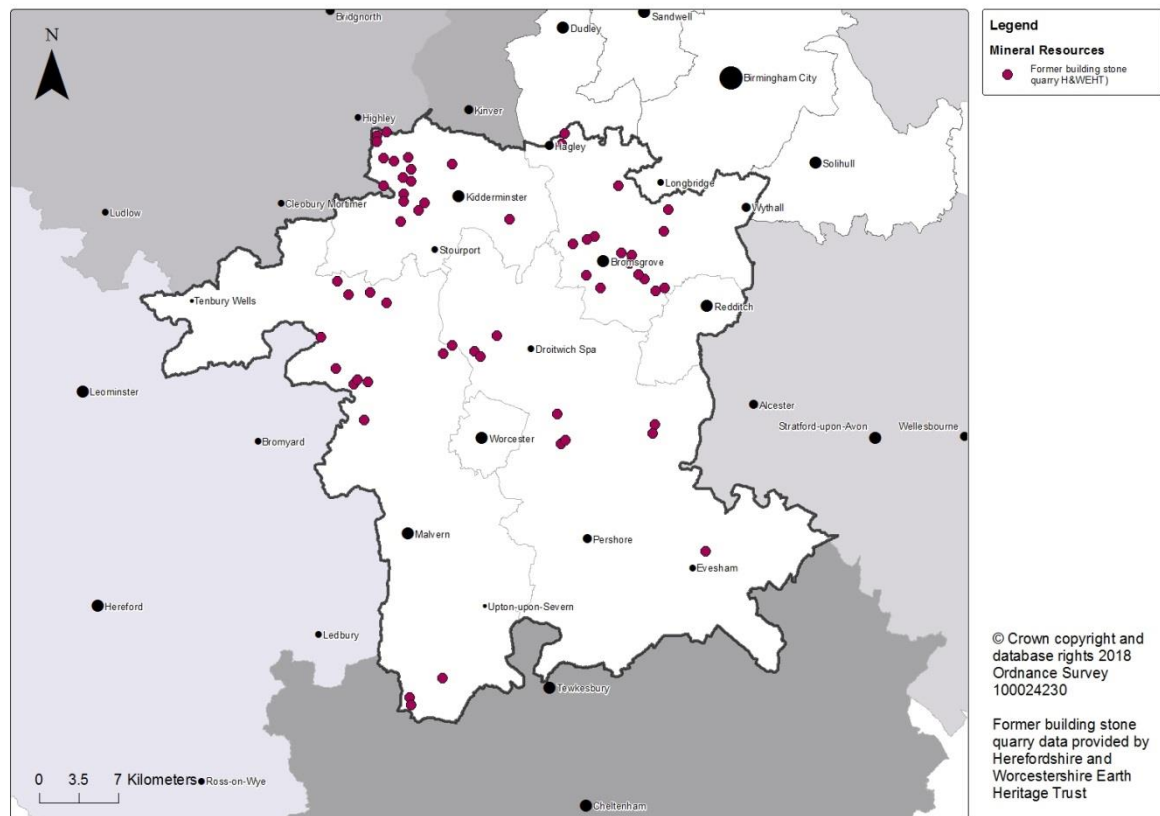 Bridgnorth
Sandwell
Dudley
N
Birmingham City
Kinver
Highley
Hagley
Solihull
Longbridge
Kidderminster
Cleobury Mortimer
Ludlow
Wythall
Stourport
Bromsgrove
Tenbury Wells
Redditch
Droitwich Spa
Leominster
Alcester
Stratford-upon-Avon
Wellesbourne
Worcester
Bromyard
Malvern
Pershore
Evesham
Hereford
Upton-upon-Severn
Ledbury
Tewkesbury
0 3.5 7 Kilometers
Ross-on-Wye
Cheltenham
Legend
Mineral Resources
Former building stone
quarry H&WEHT)
© Crown copyright and
database rights 2018
Ordnance Survey
100024230
Former building stone
quarry data provided by
Herefordshire and
Worcestershire Earth
Heritage Trust